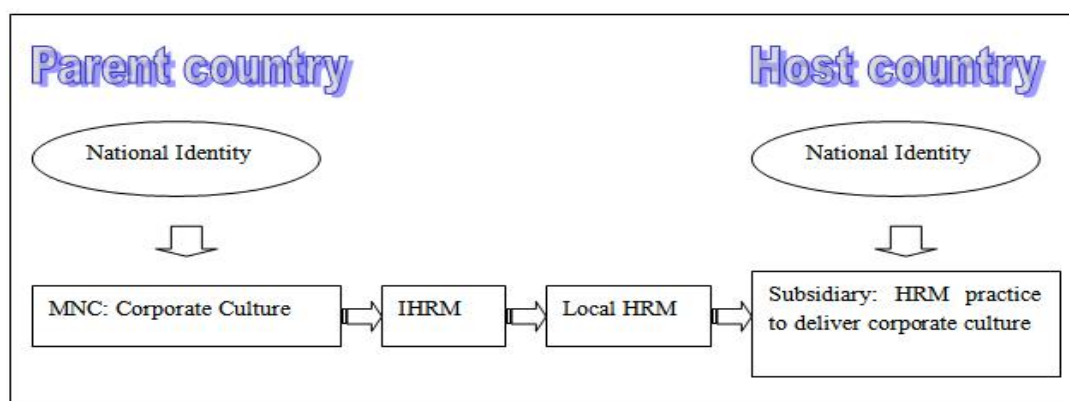 Parent country
Host country
National Identity
National Identity
MNC: Corporate Culture
IHRM
Local HRM
Subsidiary: HRM practice
to deliver corporate culture